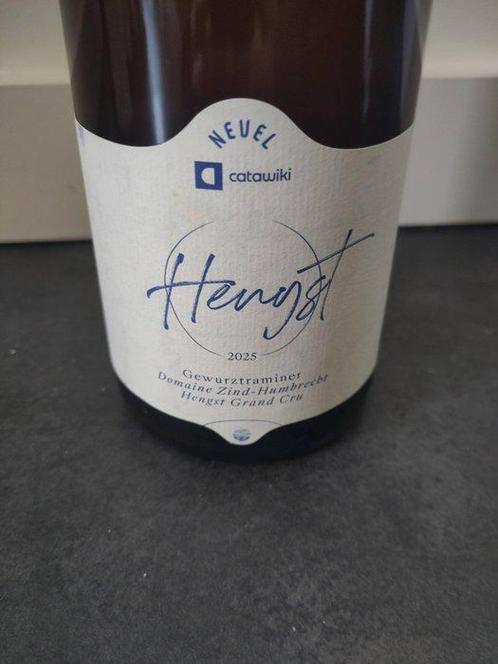 NEVEL
catawiki
Hengst
2025
Gewurztraminer
Domaine Zind-Humbrecht
Hengst Grand Cru